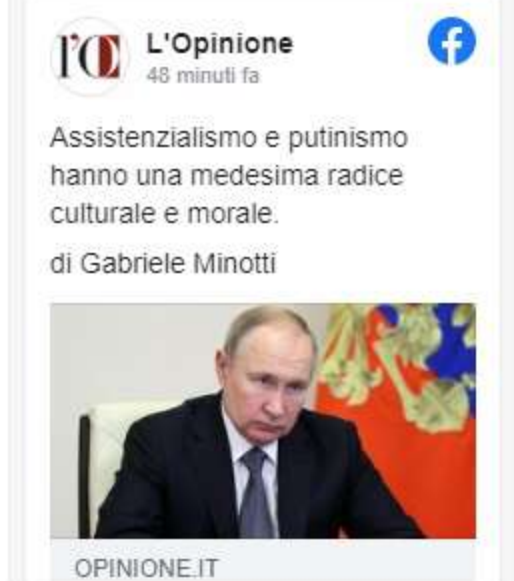 l'O
L'Opinione
48 minuti fa
Assistenzialismo e putinismo
hanno una medesima radice
culturale e morale.
di Gabriele Minotti
OPINIONE.IT